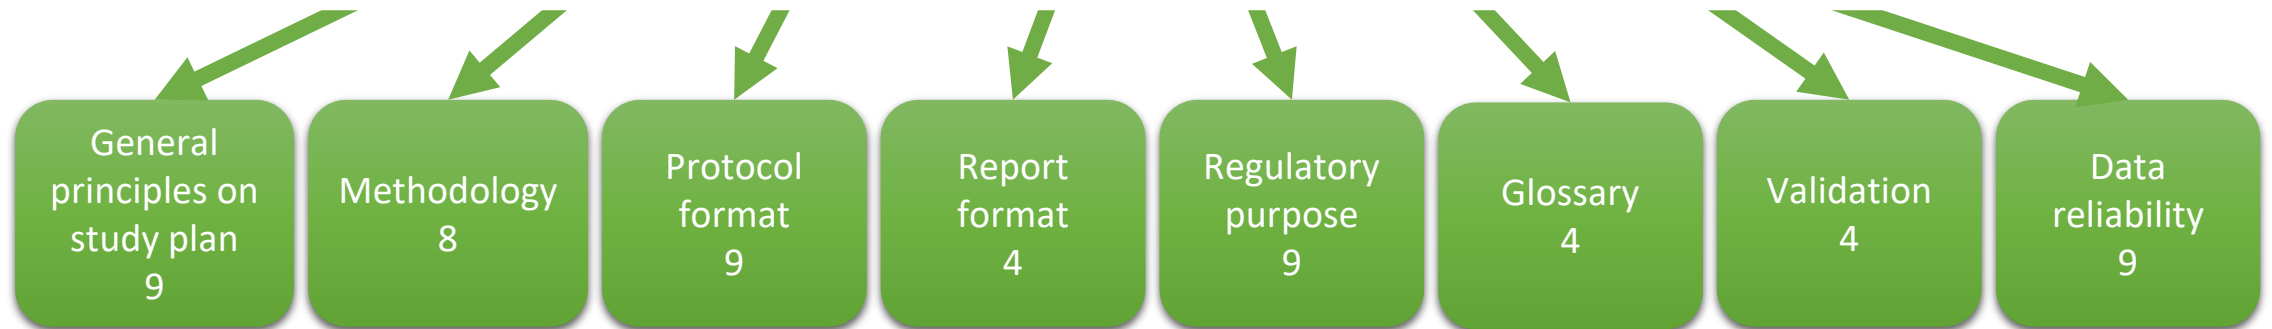 General
principles on
study plan
9
Methodology
8
Protocol
format
9
Report
format
4
Regulatory
purpose
9
Glossary
4
Validation
4
Data
reliability
9